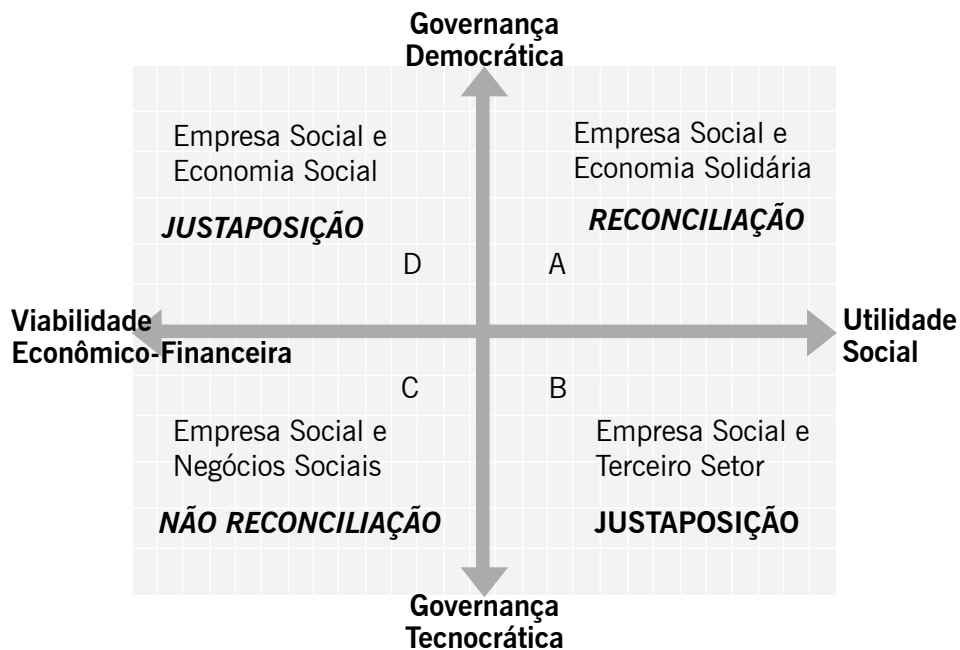 Governança
Democrática
Empresa Social e
Economia Social
JUSTAPOSIÇÃO
Empresa Social e
Economia Solidária
RECONCILIAÇÃO
D
A
Viabilidade
Econômico-Financeira
Utilidade
Social
C
B
Empresa Social e
Negócios Sociais
NÃO RECONCILIAÇÃO
Empresa Social e
Terceiro Setor
JUSTAPOSIÇÃO
Governança
Tecnocrática